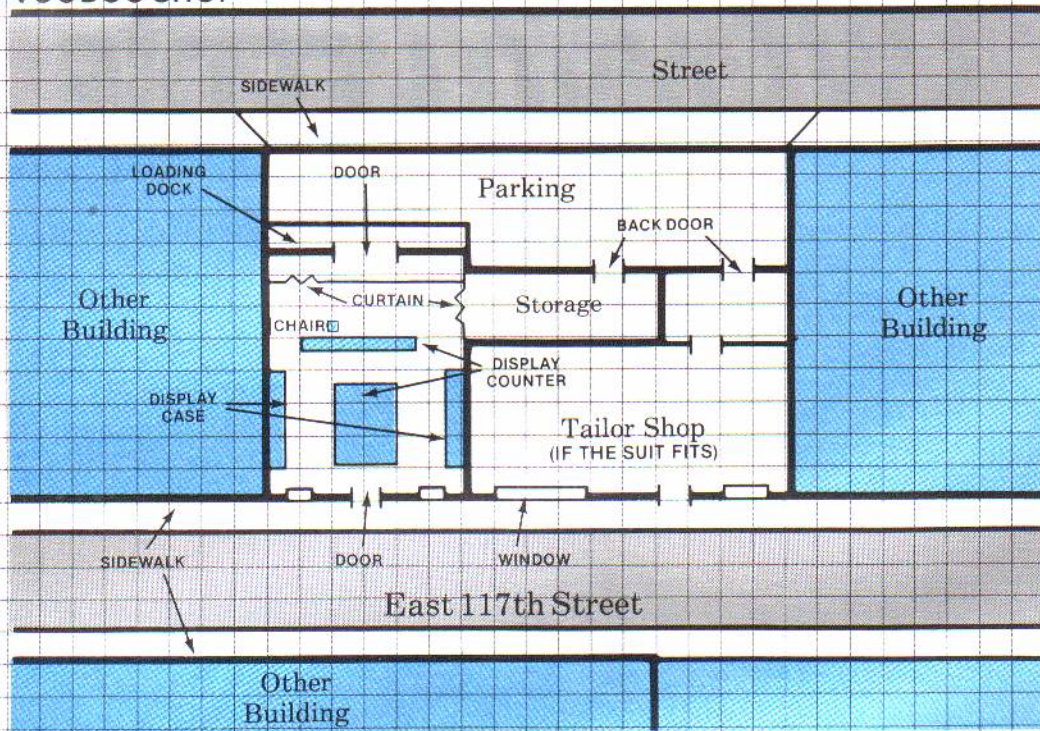 Street
SIDEWALK
LOADING
DOCK
DOOR
Parking
BACK DOOR
Other
Building
CURTAIN
Storage
Other
Building
CHAIR
DISPLAY
COUNTER
DISPLAY
CASE
Tailor Shop
(IF THE SUIT FITS)
SIDEWALK
DOOR
WINDOW
East 117th Street
Other
Building